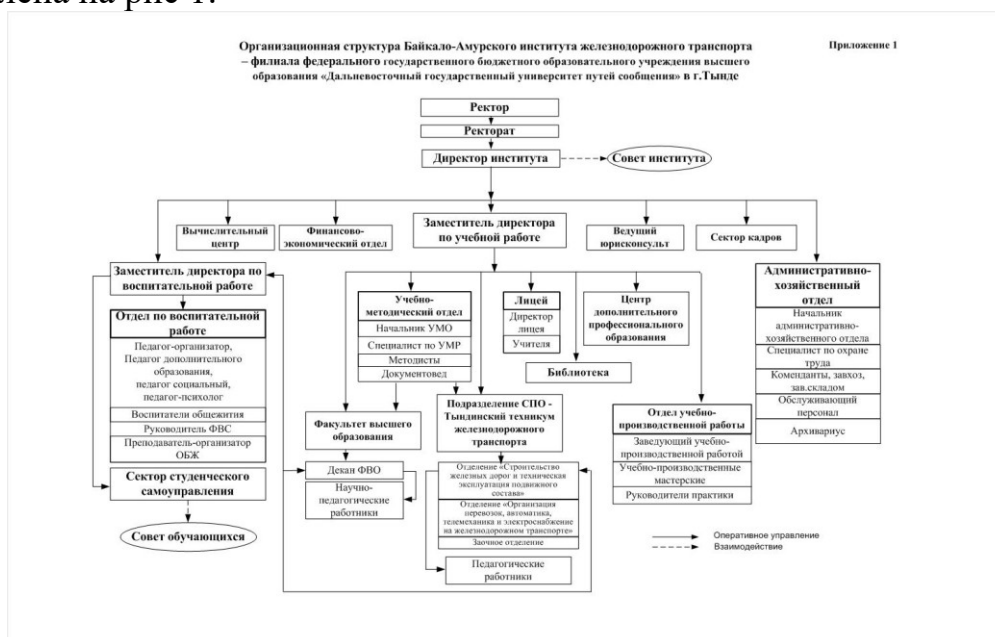 лена на рис 1.
Организационная структура Байкало-Амурского института железнодорожного транспорта
– филиала федерального государственного бюджетного образовательного учреждения высшего
образования «Дальневосточный государственный университет путей сообщения» в г.Тынде
Приложение 1
Ректор
Ректорат
Директор института
Совет института
Вычислительный
центр
Финансово-
экономический отдел
Заместитель директора
по учебной работе
Ведущий
юрисконсульт
Сектор кадров
Заместитель директора по
воспитательной работе
Отдел по воспитательной
работе
Педагог-организатор,
Педагог дополнительного
образования,
педагог социальный,
педагог-психолог
Воспитатели общежития
Руководитель ФВС
Преподаватель-организатор
ОБЖ
Сектор студенческого
самоуправления
Совет обучающихся
Учебно-
методический отдел
Начальник УМО
Специалист по УМР
Методисты
Документовед
Лицей
Директор
лицея
Учителя
Центр
дополнительного
профессионального
образования
Библиотека
Административно-
хозяйственный
отдел
Начальник
административно-
хозяйственного отдела
Специалист по охране
труда
Коменданты, завхоз,
зав.складом
Обслуживающий
персонал
Архивариус
Факультет высшего
образования
Декан ФВО
Научно-
педагогические
работники
Подразделение СПО -
Тындинский техникум
железнодорожного
транспорта
Отделение «Строительство
железных дорог и техническая
эксплуатация подвижного
состава»
Отделение «Организация
перевозок, автоматика,
телемеханика и электроснабжение
на железнодорожном транспорте»
Заочное отделение
Педагогические
работники
Отдел учебно-
производственной работы
Заведующий учебно-
производственной работой
Учебно-производственные
мастерские
Руководители практики
Оперативное управление
Взаимодействие